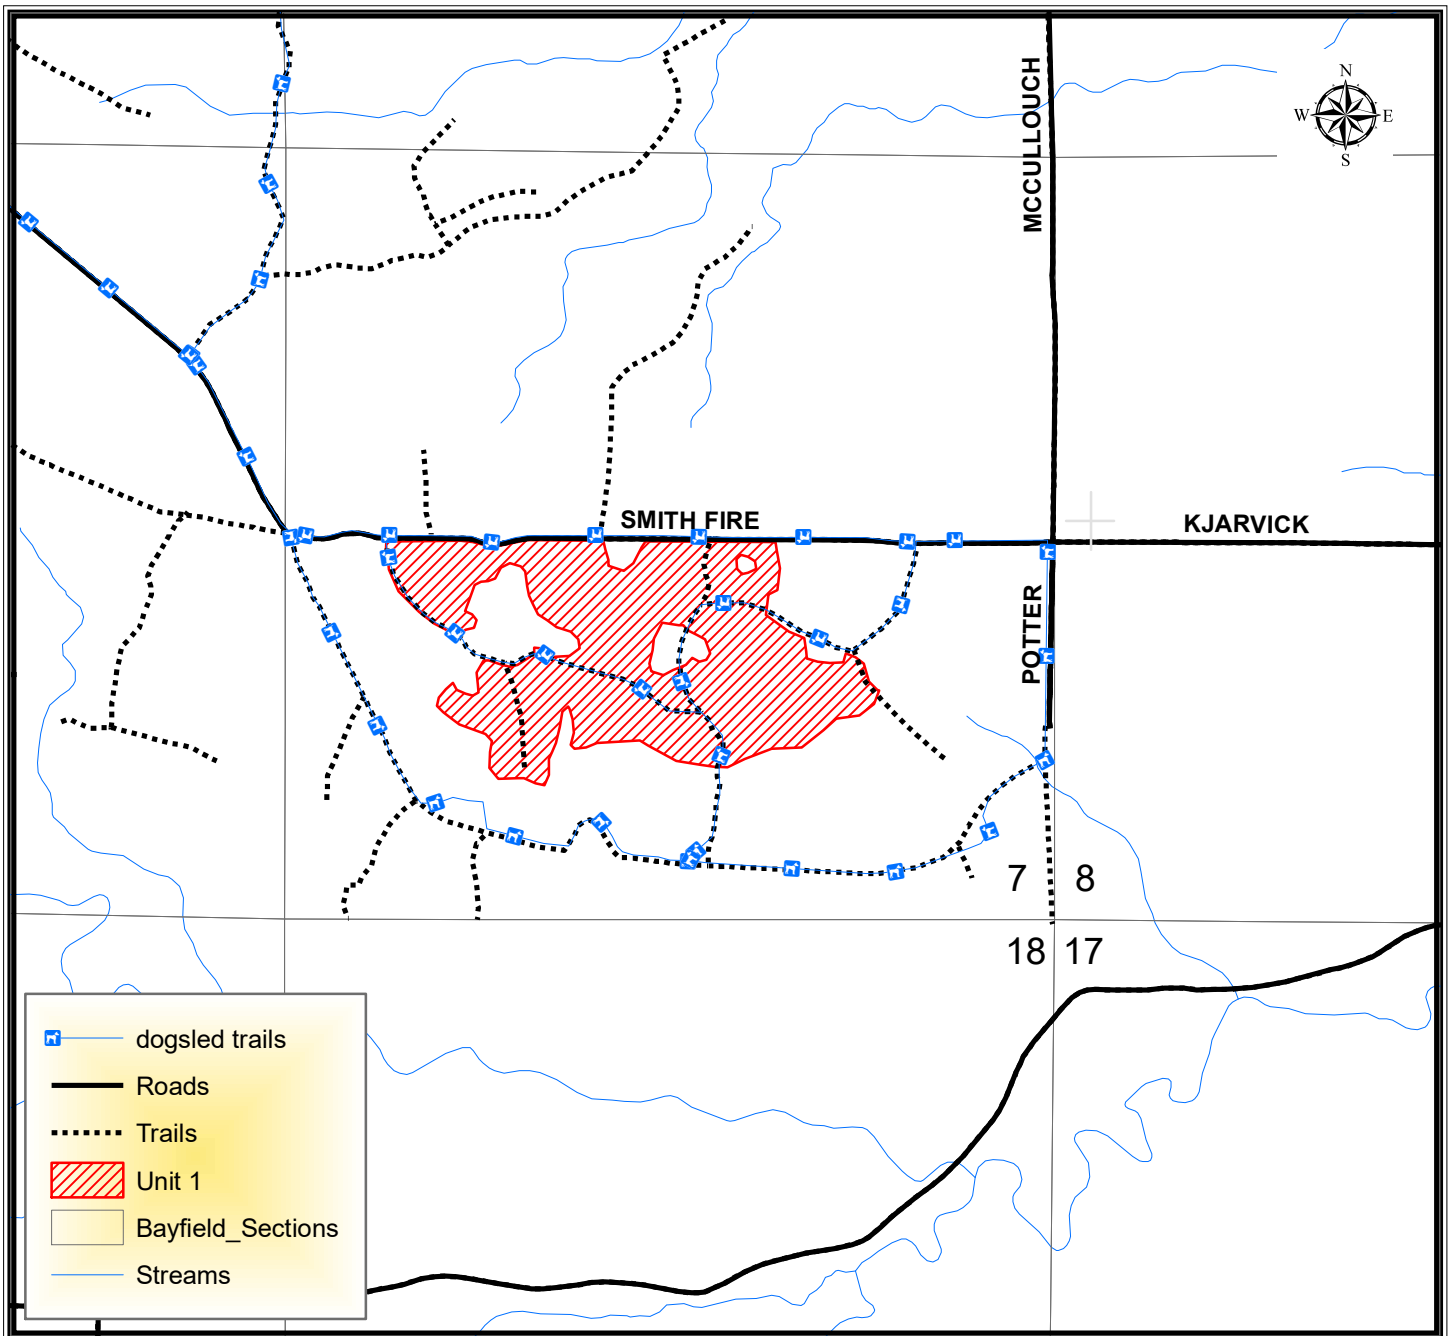 MCCULLOUCH
N
W E
S
SMITH FIRE
KJARVICK
POTTER
7 8
18 17
dogsled trails
Roads
Trails
Unit 1
Bayfield_Sections
Streams